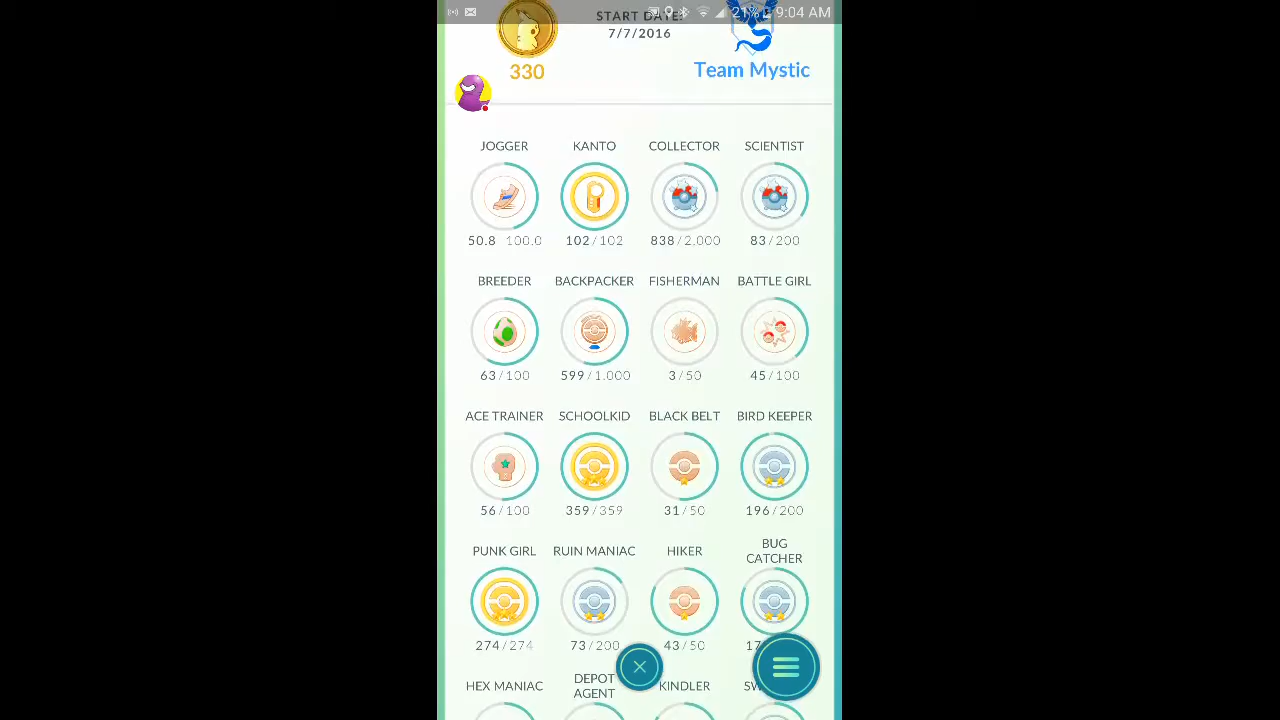 21% 9:04 AM
START DATE:
7/7/2016
330
Team Mystic
JOGGER KANTO COLLECTOR SCIENTIST
50.8 100.0 102/102 838/2,000 83/200
BREEDER BACKPACKER FISHERMAN BATTLE GIRL
63/100 599/1,000 3/50 45/100
ACE TRAINER SCHOOLKID BLACK BELT BIRD KEEPER
56/100 359/359 31/50 196/200
PUNK GIRL RUIN MANIAC HIKER BUG
CATCHER
274/274 73/200 43/50
HEX MANIAC DEPOT
AGENT KINDLER